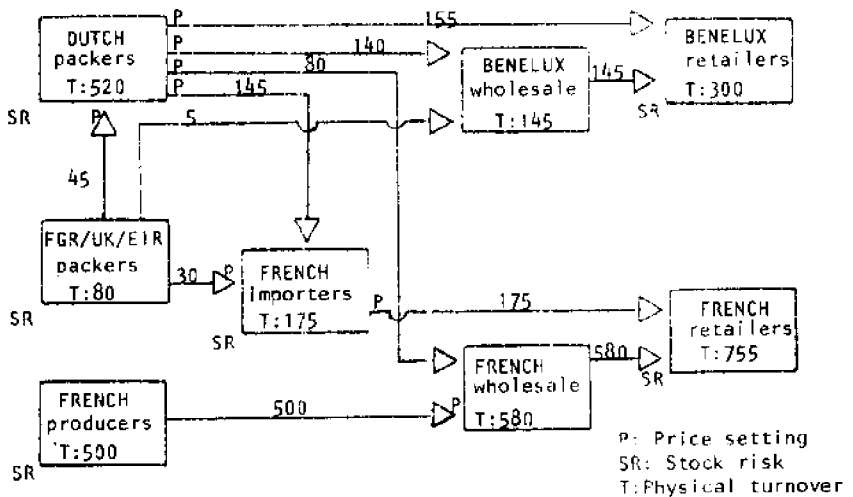 P
155
DUTCH
packers
T:520
P
140
P
80
P
145
BENELUX
wholesale
T:145
145
BENELUX
retailers
T:300
SR
SR
P
5
45
FGR/UK/EIR
packers
T:80
30
P
FRENCH
importers
T:175
P
175
FRENCH
retailers
T:755
SR
SR
580
SR
FRENCH
wholesale
T:580
FRENCH
producers
T:500
500
P
SR
P: Price setting
SR: Stock risk
T:Physical turnover